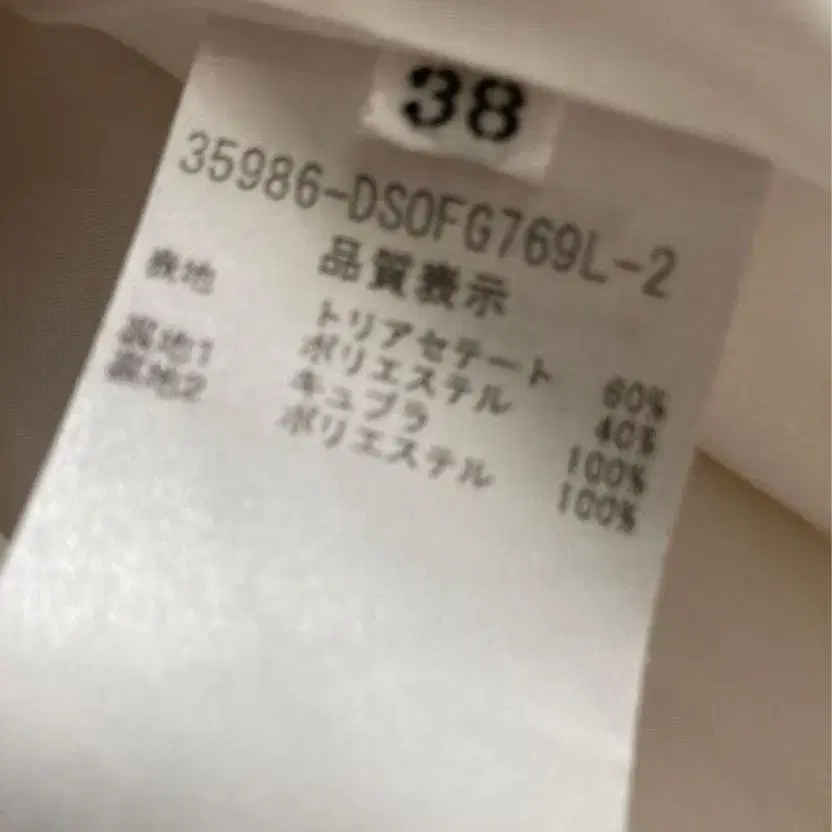 38
35986-DSOFG769L-2
品質表示
表地 トリアセテート 60%
ポリエステル 40%
裏地1 キュプラ 100%
裏地2 ポリエステル 100%